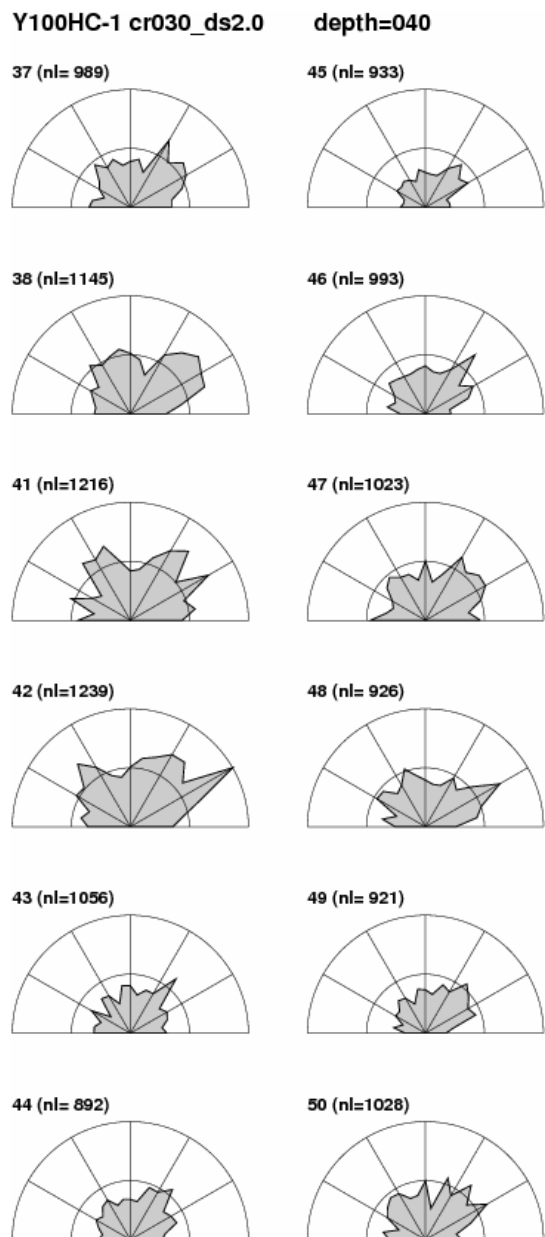 Y100HC-1 cr030_ds2.0 depth=040
37 (nl= 989)
45 (nl= 933)
38 (nl=1145)
46 (nl= 993)
41 (nl=1216)
47 (nl=1023)
42 (nl=1239)
48 (nl= 926)
43 (nl=1056)
49 (nl= 921)
44 (nl= 892)
50 (nl=1028)